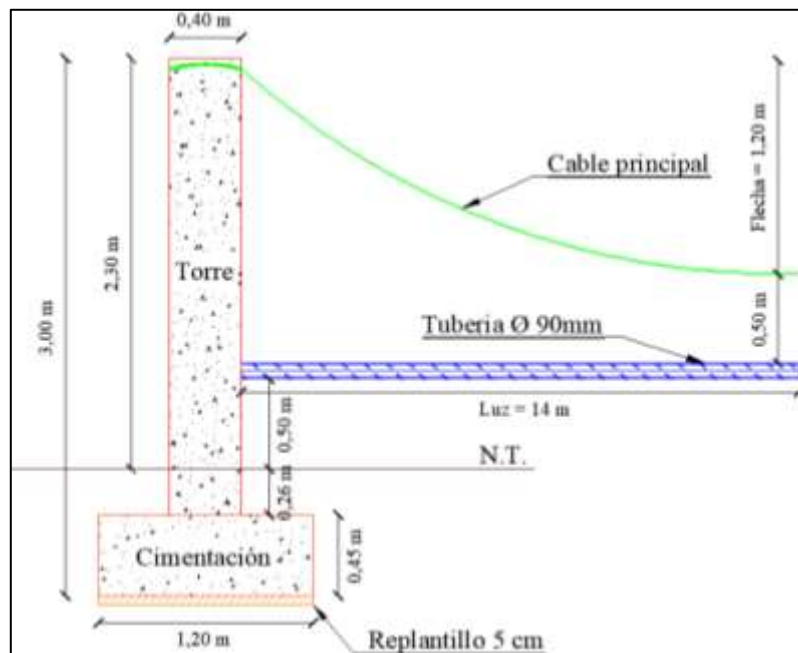 0,40 m
Cable principal
Flecha = 1,20 m
Torre
2,30 m
3,00 m
Tuberia Ø 90mm
0,50 m
Luz = 14 m
0,50 m
N.T.
0,26 m
Cimentación
0,45 m
1,20 m
Replantillo 5 cm